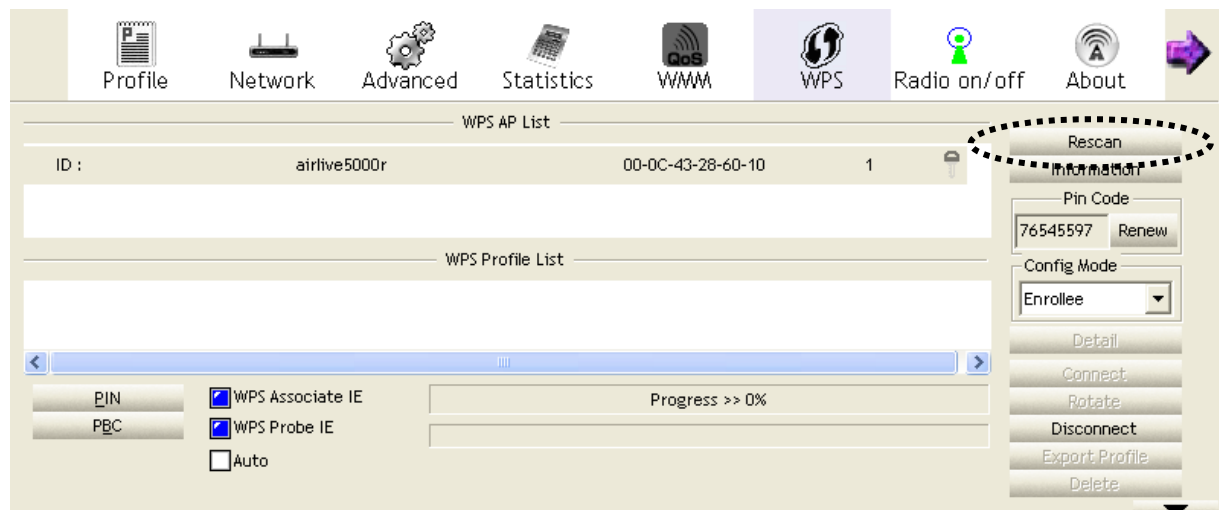 Profile Network Advanced Statistics QoS WMM WPS Radio on/off About
WPS AP List
ID : airlive5000r 00-0C-43-28-60-10 1
WPS Profile List
Rescan
Information
Pin Code
76545597 Renew
Config Mode
Enrollee
Detail
Connect
Rotate
Disconnect
Export Profile
Delete
PIN
PBC
WPS Associate IE
WPS Probe IE
Auto
Progress >> 0%